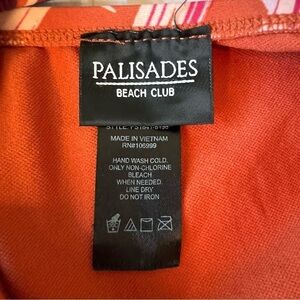 PALISADES
BEACH CLUB
MADE IN VIETNAM
RN#106999
HAND WASH COLD.
ONLY NON-CHLORINE
BLEACH
WHEN NEEDED.
LINE DRY
DO NOT IRON